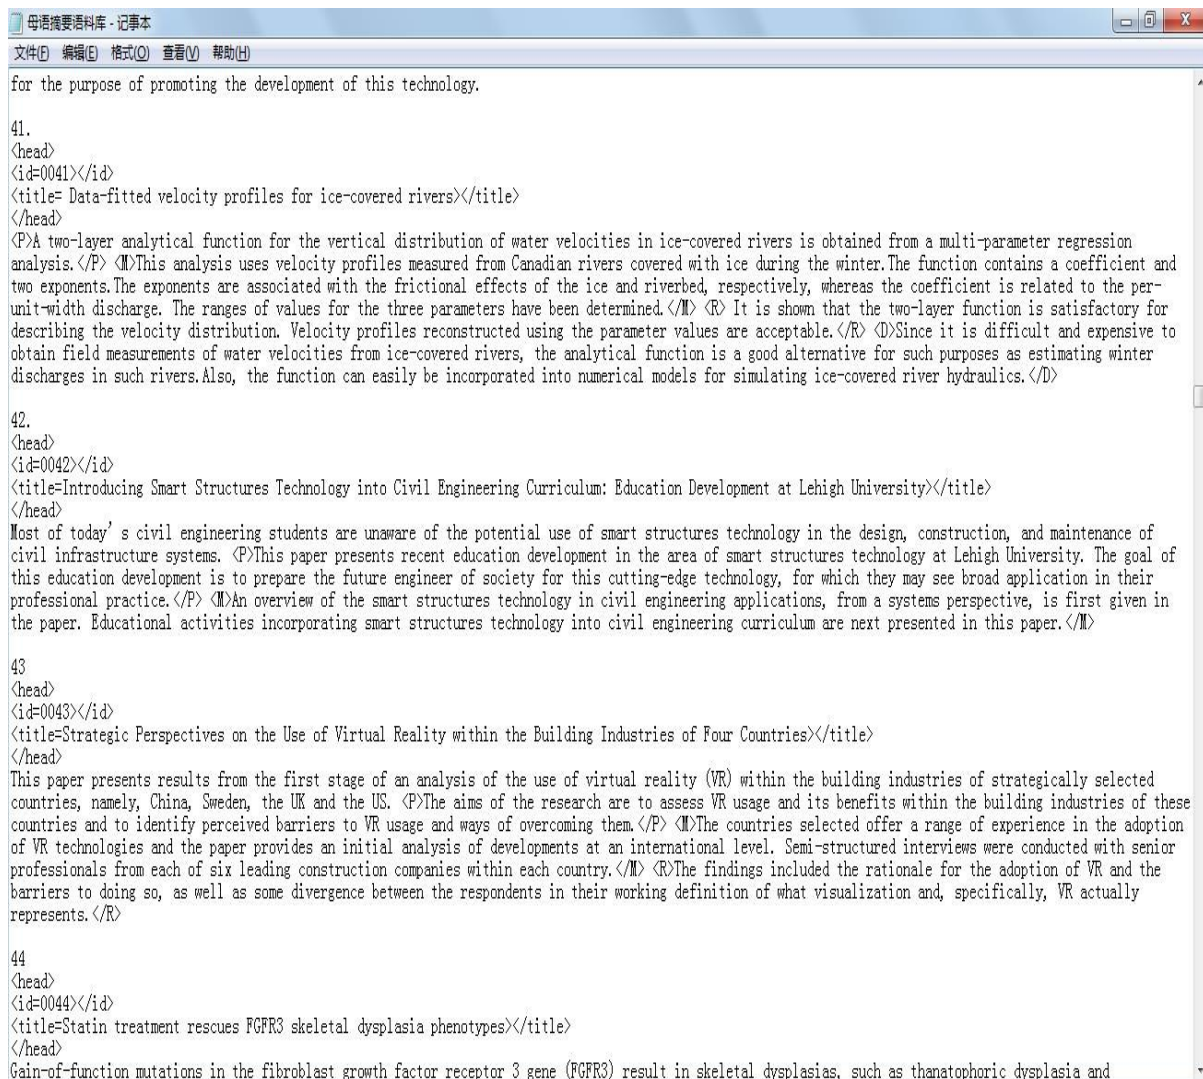 母语摘要语料库 - 记事本
文件(F) 编辑(E) 格式(O) 查看(V) 帮助(H)
for the purpose of promoting the development of this technology.
41.
<head>
<id=0041></id>
<title= Data-fitted velocity profiles for ice-covered rivers></title>
</head>
<P>A two-layer analytical function for the vertical distribution of water velocities in ice-covered rivers is obtained from a multi-parameter regression
analysis.</P> <M>This analysis uses velocity profiles measured from Canadian rivers covered with ice during the winter.The function contains a coefficient and
two exponents.The exponents are associated with the frictional effects of the ice and riverbed, respectively, whereas the coefficient is related to the per-
unit-width discharge. The ranges of values for the three parameters have been determined.</M> <R> It is shown that the two-layer function is satisfactory for
describing the velocity distribution. Velocity profiles reconstructed using the parameter values are acceptable.</R> <D>Since it is difficult and expensive to
obtain field measurements of water velocities from ice-covered rivers, the analytical function is a good alternative for such purposes as estimating winter
discharges in such rivers.Also, the function can easily be incorporated into numerical models for simulating ice-covered river hydraulics.</D>
42.
<head>
<id=0042></id>
<title=Introducing Smart Structures Technology into Civil Engineering Curriculum: Education Development at Lehigh University></title>
</head>
Most of today’s civil engineering students are unaware of the potential use of smart structures technology in the design, construction, and maintenance of
civil infrastructure systems. <P>This paper presents recent education development in the area of smart structures technology at Lehigh University. The goal of
this education development is to prepare the future engineer of society for this cutting-edge technology, for which they may see broad application in their
professional practice.</P> <M>An overview of the smart structures technology in civil engineering applications, from a systems perspective, is first given in
the paper. Educational activities incorporating smart structures technology into civil engineering curriculum are next presented in this paper.</M>
43
<head>
<id=0043></id>
<title=Strategic Perspectives on the Use of Virtual Reality within the Building Industries of Four Countries></title>
</head>
This paper presents results from the first stage of an analysis of the use of virtual reality (VR) within the building industries of strategically selected
countries, namely, China, Sweden, the UK and the US. <P>The aims of the research are to assess VR usage and its benefits within the building industries of these
countries and to identify perceived barriers to VR usage and ways of overcoming them.</P> <M>The countries selected offer a range of experience in the adoption
of VR technologies and the paper provides an initial analysis of developments at an international level. Semi-structured interviews were conducted with senior
professionals from each of six leading construction companies within each country.</M> <R>The findings included the rationale for the adoption of VR and the
barriers to doing so, as well as some divergence between the respondents in their working definition of what visualization and, specifically, VR actually
represents.</R>
44
<head>
<id=0044></id>
<title=Statin treatment rescues FGFR3 skeletal dysplasia phenotypes></title>
</head>
Gain-of-function mutations in the fibroblast growth factor receptor 3 gene (FGFR3) result in skeletal dysplasias, such as thanatophoric dysplasia and